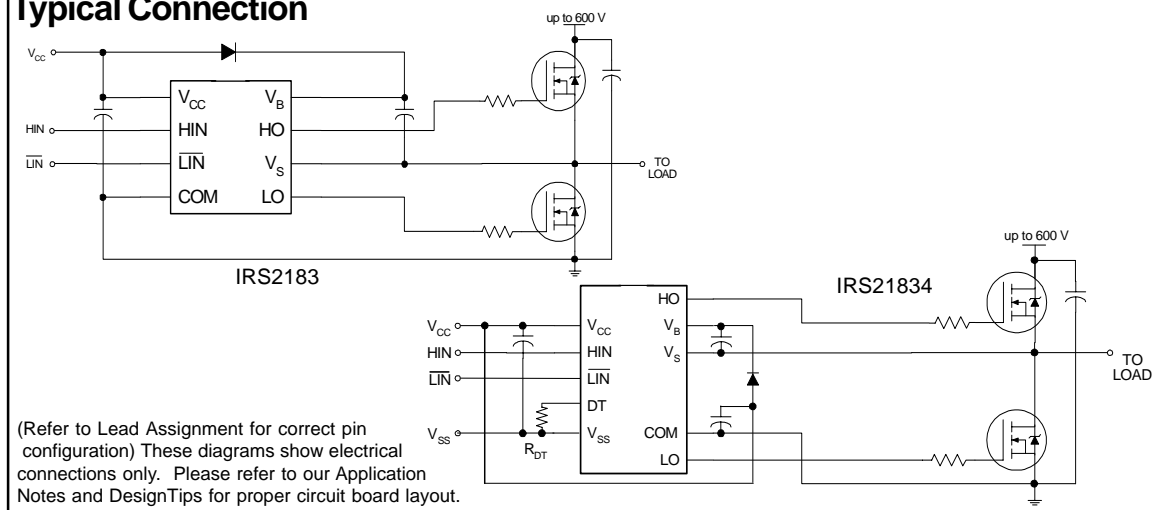 Typical Connection
up to 600 V
VCC
VCC
VB
HIN
HIN
HO
LIN
LIN
VS
TO
LOAD
COM
LO
IRS2183
up to 600 V
IRS21834
HO
VCC
VCC
VB
HIN
HIN
VS
TO
LOAD
LIN
LIN
DT
VSS
RDT
VSS
COM
LO
(Refer to Lead Assignment for correct pin
configuration) These diagrams show electrical
connections only. Please refer to our Application
Notes and DesignTips for proper circuit board layout.